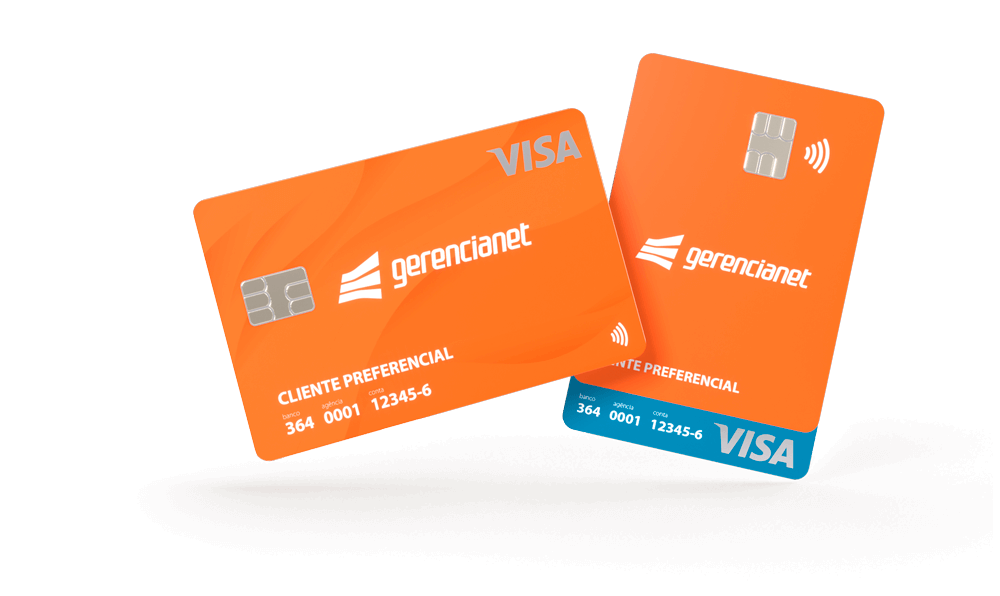 VISA
gerencianet
CLIENTE PREFERENCIAL
banco agência conta
364 0001 12345-6
gerencianet
NTE PREFERENCIAL
banco agência conta
364 0001 12345-6
VISA